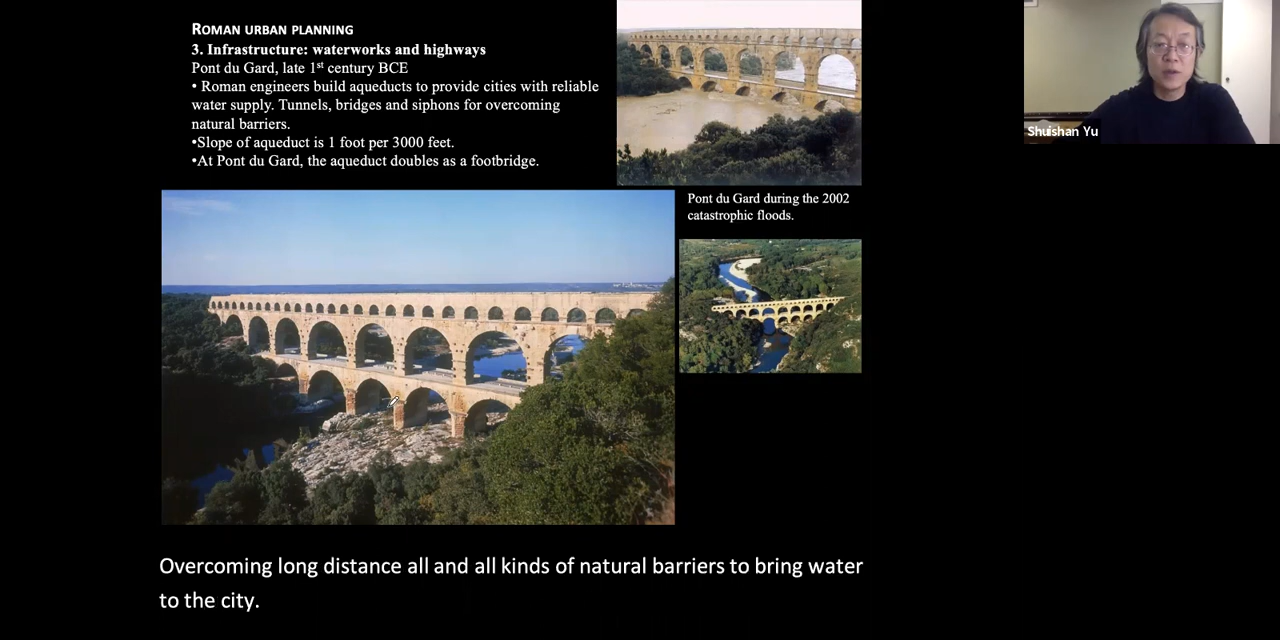 ROMAN URBAN PLANNING
3. Infrastructure: waterworks and highways
Pont du Gard, late 1st century BCE
• Roman engineers build aqueducts to provide cities with reliable
water supply. Tunnels, bridges and siphons for overcoming
natural barriers.
•Slope of aqueduct is 1 foot per 3000 feet.
•At Pont du Gard, the aqueduct doubles as a footbridge.
Shuishan Yu
Pont du Gard during the 2002
catastrophic floods.
Overcoming long distance all and all kinds of natural barriers to bring water
to the city.